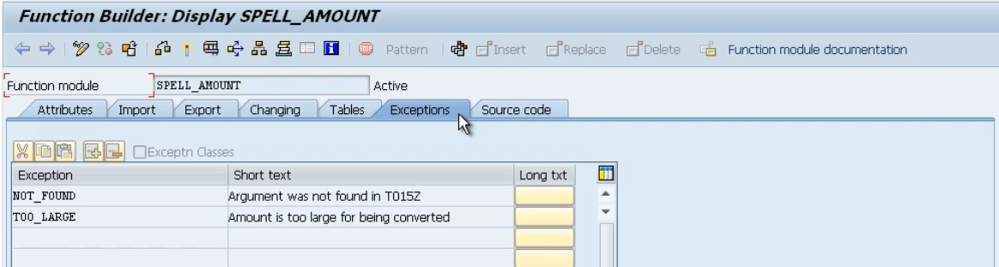 Function Builder: Display SPELL_AMOUNT
Pattern Insert Replace Delete Function module documentation
Function module SPELL_AMOUNT Active
Attributes Import Export Changing Tables Exceptions Source code
Exceptn Classes
Exception Short text Long txt
NOT_FOUND Argument was not found in T015Z
TOO_LARGE Amount is too large for being converted